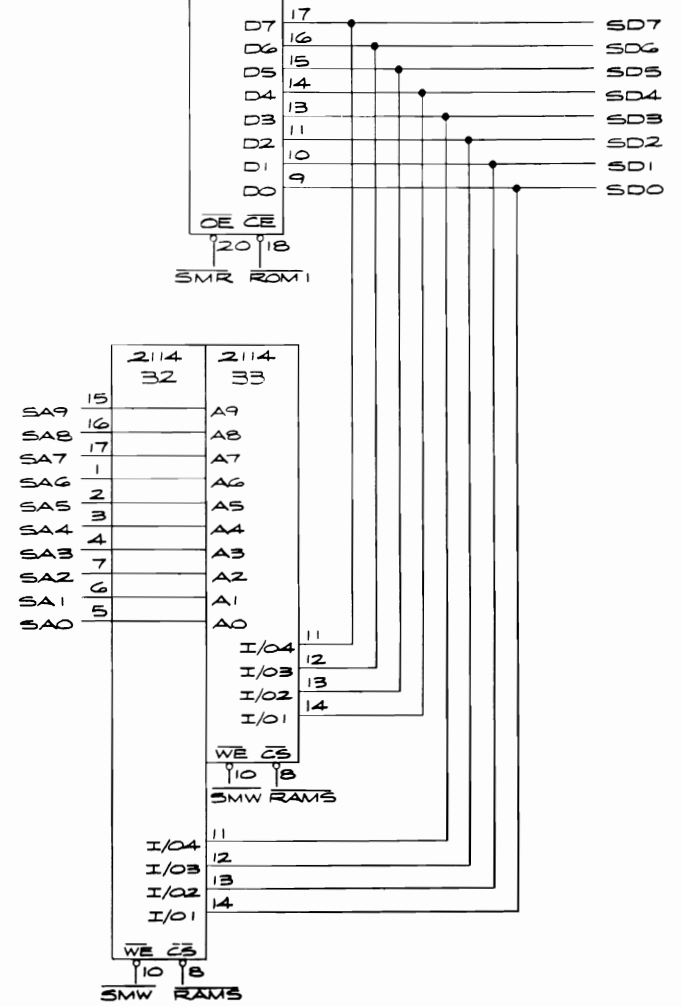 D7 17 SD7
D6 16 SD6
D5 15 SD5
D4 14 SD4
D3 13 SD3
D2 11 SD2
D1 10 SD1
D0 9 SD0
OE CE
20 18
SMR ROM1
2114 2114
32 33
SA9 15 A9
SA8 16 A8
SA7 17 A7
SA6 1 A6
SA5 2 A5
SA4 3 A4
SA3 4 A3
SA2 7 A2
SA1 6 A1
SA0 5 A0
I/O4 11
I/O3 12
I/O2 13
I/O1 14
WE CS
10 8
SMW RAMS
I/O4 11
I/O3 12
I/O2 13
I/O1 14
WE CS
10 8
SMW RAMS